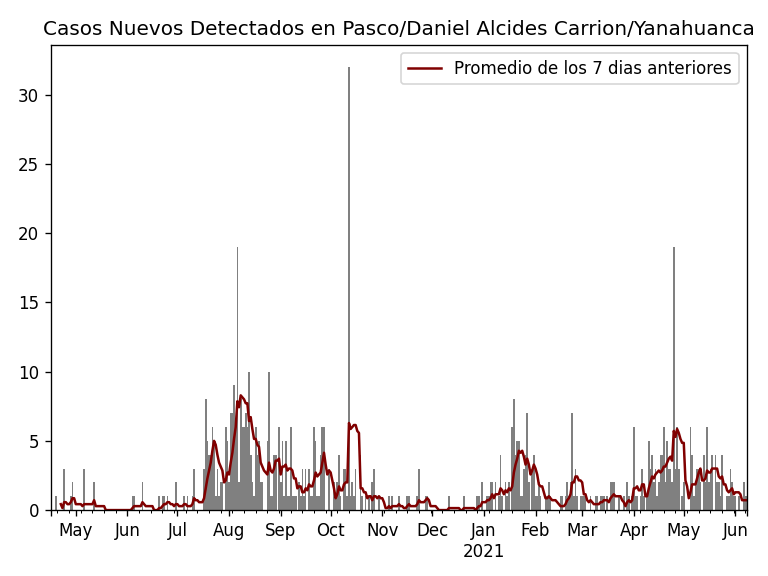 Casos Nuevos Detectados en Pasco/Daniel Alcides Carrion/Yanahuanca
Promedio de los 7 dias anteriores
30
25
20
15
10
5
0
May Jun Jul Aug Sep Oct Nov Dec Jan Feb Mar Apr May Jun
2021